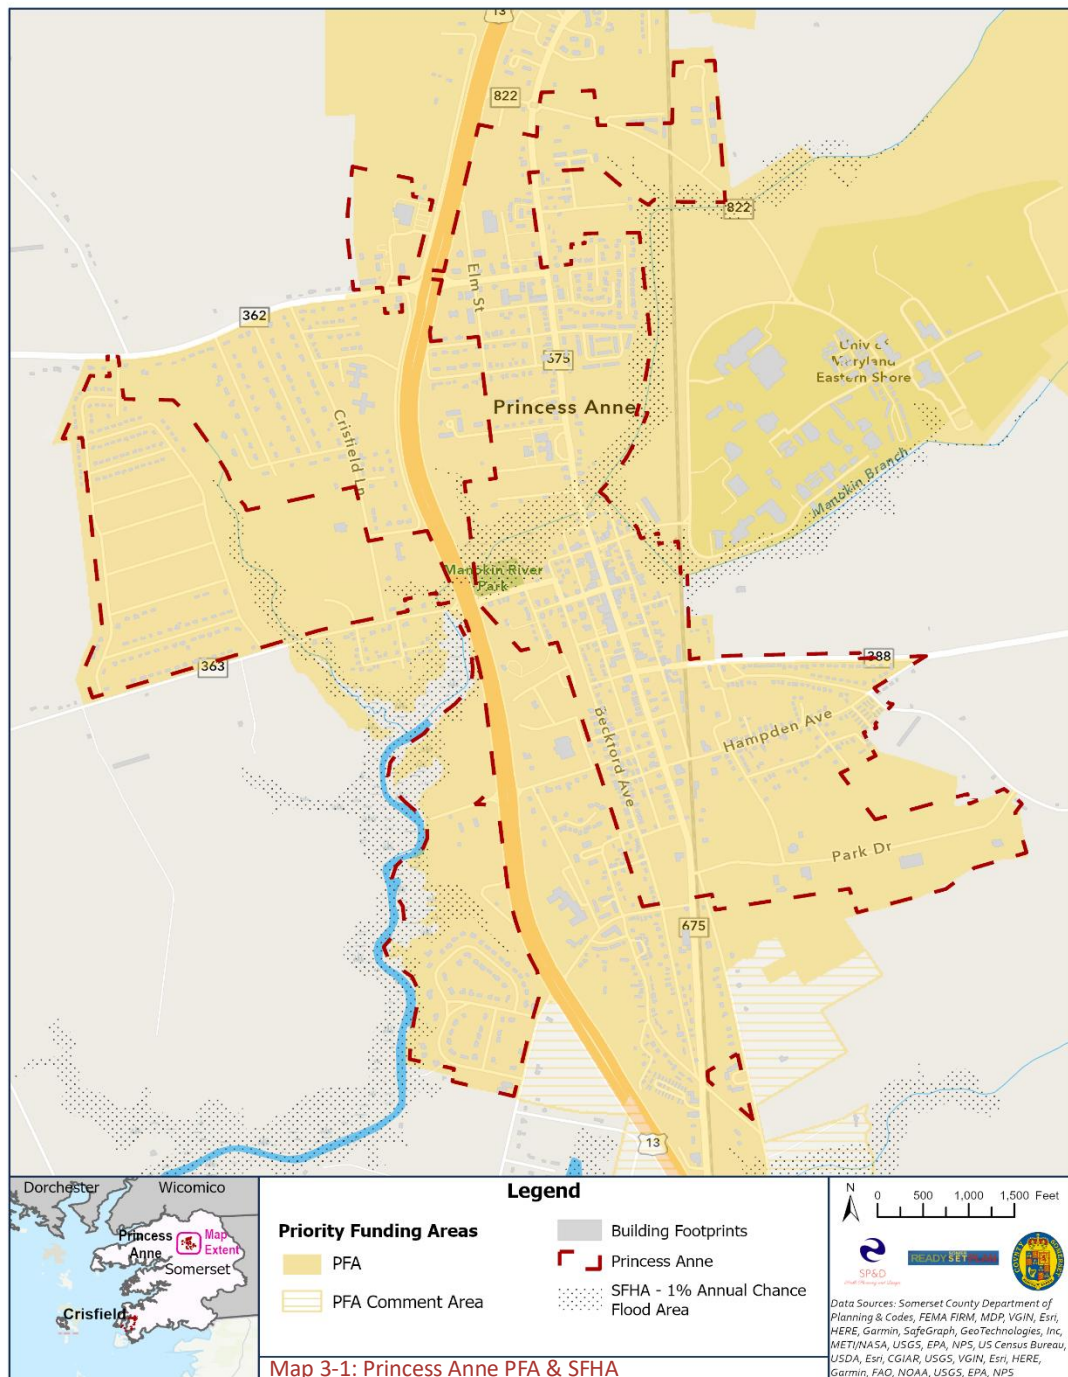 13
822
822
362
Elm St
675
Princess Anne
Univ of
Maryland
Eastern Shore
Crisfield Ln
Manokin Branch
Manokin River
Park
363
388
Hampden Ave
Beckford Ave
Park Dr
675
13
Dorchester
Wicomico
Princess
Anne
Map
Extent
Somerset
Crisfield
Legend
Priority Funding Areas
PFA
PFA Comment Area
Building Footprints
Princess Anne
SFHA - 1% Annual Chance
Flood Area
Map 3-1: Princess Anne PFA & SFHA
N
0 500 1,000 1,500 Feet
SP&D
READY SET
Data Sources: Somerset County Department of
Planning & Codes, FEMA FIRM, MDP, VGIN, Esri,
HERE, Garmin, SafeGraph, GeoTechnologies, Inc,
METI/NASA, USGS, EPA, NPS, US Census Bureau,
USDA, Esri, CGIAR, USGS, VGIN, Esri, HERE,
Garmin, FAO, NOAA, USGS, EPA, NPS